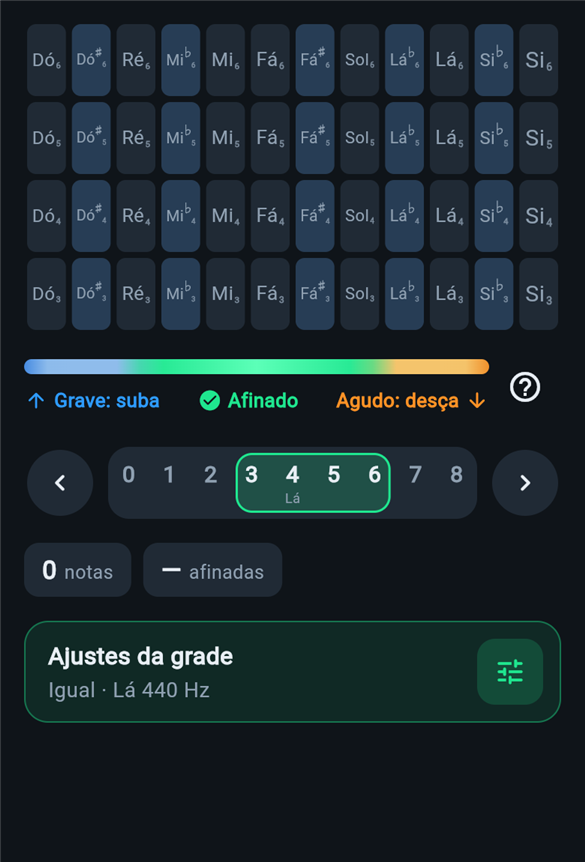 Dó₆ Dó♯₆ Ré₆ Mi♭₆ Mi₆ Fá₆ Fá♯₆ Sol₆ Lá♭₆ Lá₆ Si♭₆ Si₆
Dó₅ Dó♯₅ Ré₅ Mi♭₅ Mi₅ Fá₅ Fá♯₅ Sol₅ Lá♭₅ Lá₅ Si♭₅ Si₅
Dó₄ Dó♯₄ Ré₄ Mi♭₄ Mi₄ Fá₄ Fá♯₄ Sol₄ Lá♭₄ Lá₄ Si♭₄ Si₄
Dó₃ Dó♯₃ Ré₃ Mi♭₃ Mi₃ Fá₃ Fá♯₃ Sol₃ Lá♭₃ Lá₃ Si♭₃ Si₃
↑ Grave: suba Afinado Agudo: desça ↓ ?
0 1 2 3 4 5 6 7 8
Lá
0 notas — afinadas
Ajustes da grade
Igual · Lá 440 Hz